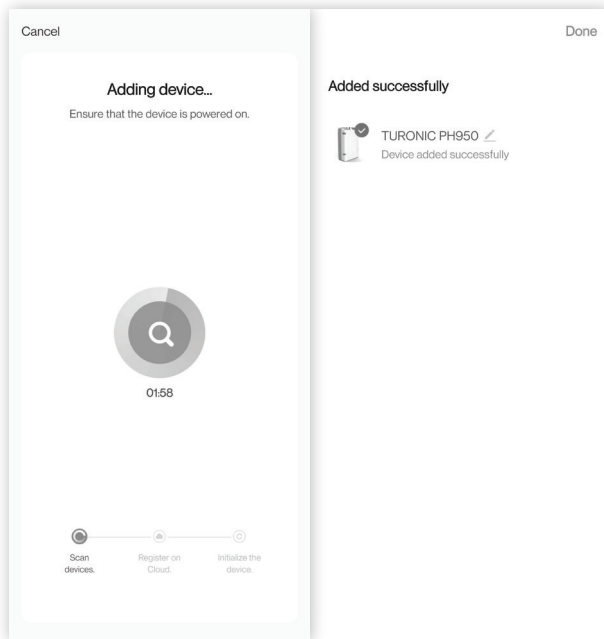 Cancel
Adding device...
Ensure that the device is powered on.
01:58
Scan
devices.
Register on
Cloud.
Initialize the
device.
Done
Added successfully
TURONIC PH950
Device added successfully